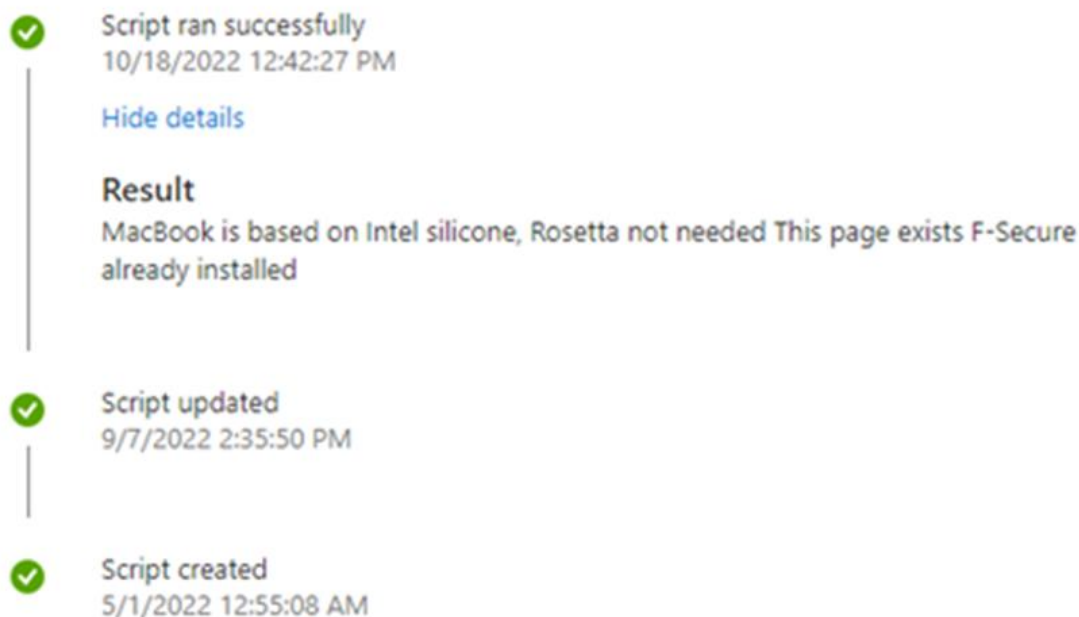 Script ran successfully
10/18/2022 12:42:27 PM
Hide details
Result
MacBook is based on Intel silicone, Rosetta not needed This page exists F-Secure
already installed
Script updated
9/7/2022 2:35:50 PM
Script created
5/1/2022 12:55:08 AM